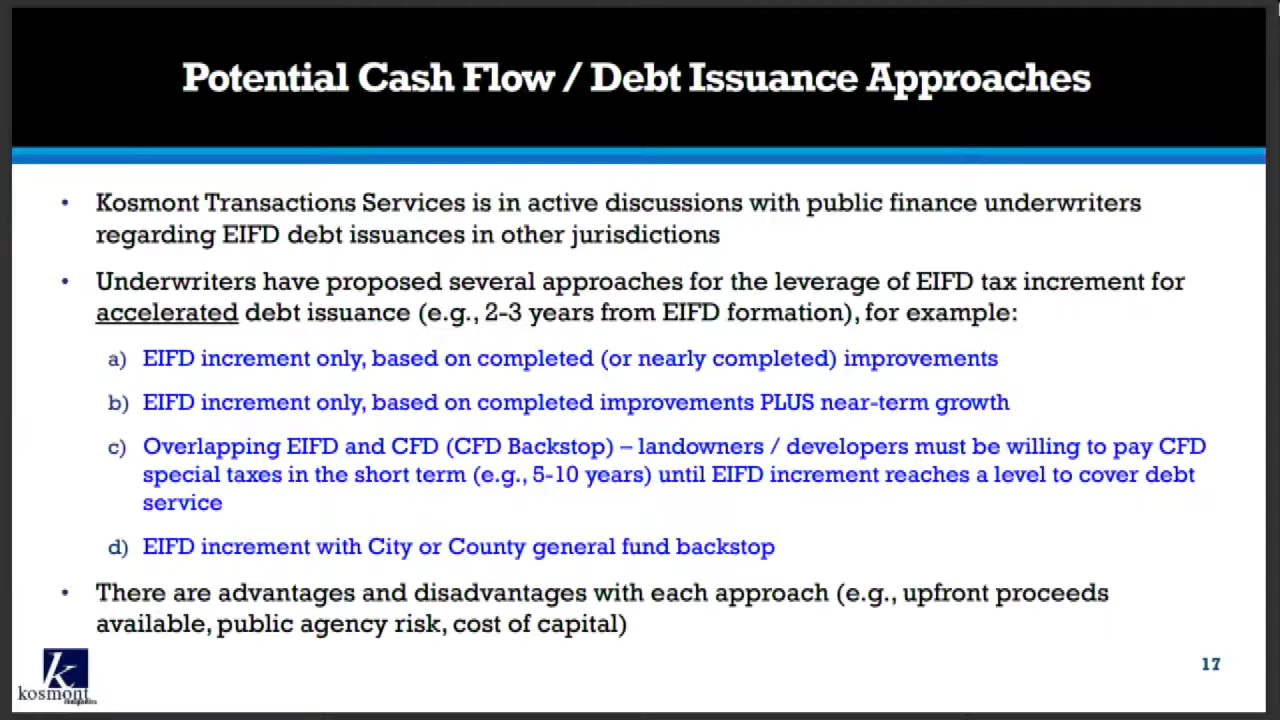 Potential Cash Flow / Debt Issuance Approaches
• Kosmont Transactions Services is in active discussions with public finance underwriters
regarding EIFD debt issuances in other jurisdictions
• Underwriters have proposed several approaches for the leverage of EIFD tax increment for
accelerated debt issuance (e.g., 2-3 years from EIFD formation), for example:
a) EIFD increment only, based on completed (or nearly completed) improvements
b) EIFD increment only, based on completed improvements PLUS near-term growth
c) Overlapping EIFD and CFD (CFD Backstop) – landowners / developers must be willing to pay CFD
special taxes in the short term (e.g., 5-10 years) until EIFD increment reaches a level to cover debt
service
d) EIFD increment with City or County general fund backstop
• There are advantages and disadvantages with each approach (e.g., upfront proceeds
available, public agency risk, cost of capital)
k
kosmont
17